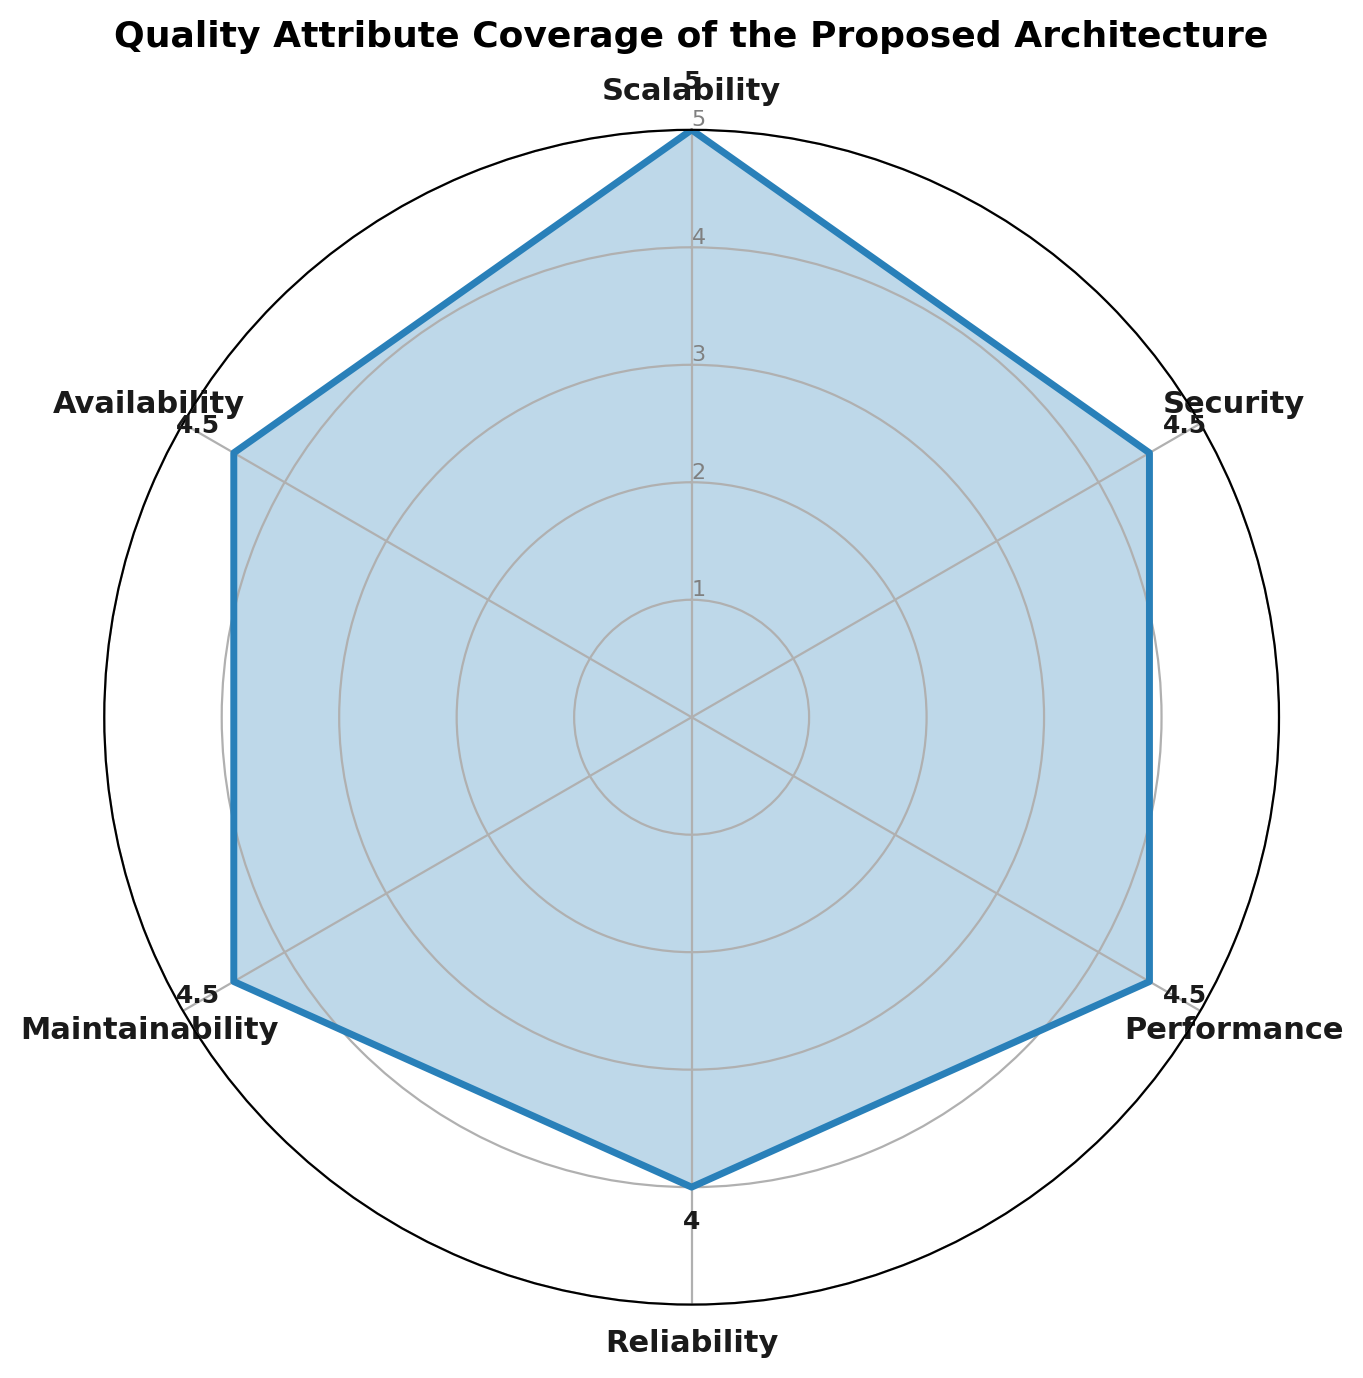 Quality Attribute Coverage of the Proposed Architecture
5
Scalability
5
4
3
2
1
Availability
4.5
Security
4.5
4.5
Maintainability
4.5
Performance
4
Reliability